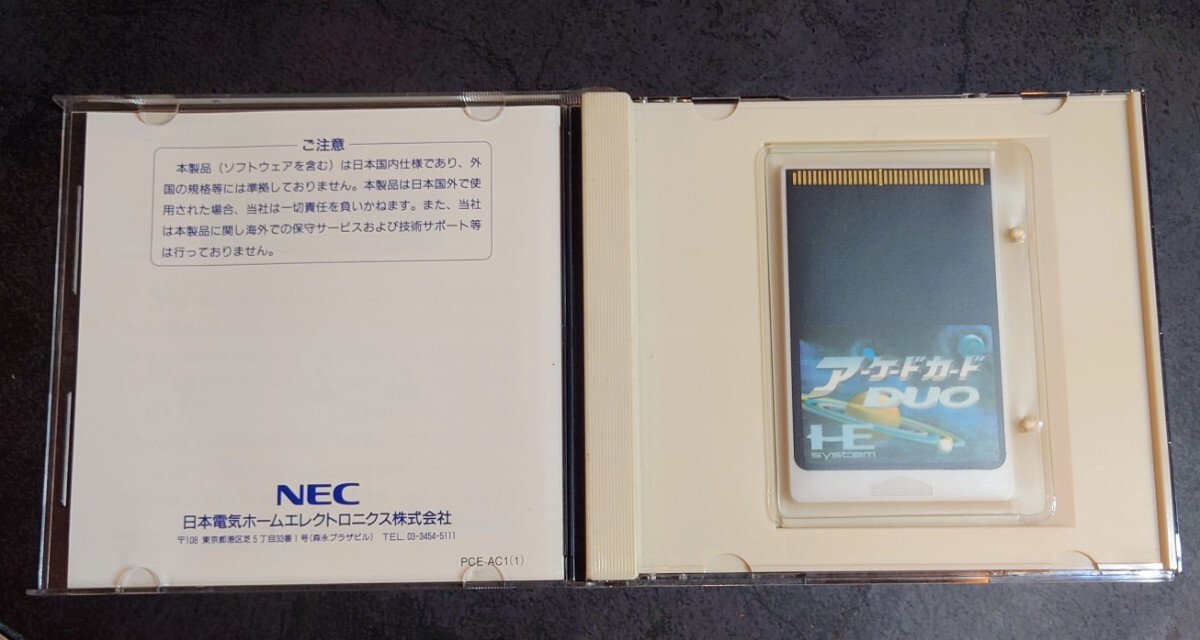 ご注意
本製品（ソフトウェアを含む）は日本国内仕様であり、外
国の規格等には準拠しておりません。本製品は日本国外で使
用された場合、当社は一切責任を負いかねます。また、当社
は本製品に関し海外での保守サービスおよび技術サポート等
は行っておりません。
NEC
日本電気ホームエレクトロニクス株式会社
〒108 東京都港区芝5丁目33番1号（森永プラザビル） TEL. 03-3454-5111
PCE-AC1(1)
アーケードカード
DUO
HE
system